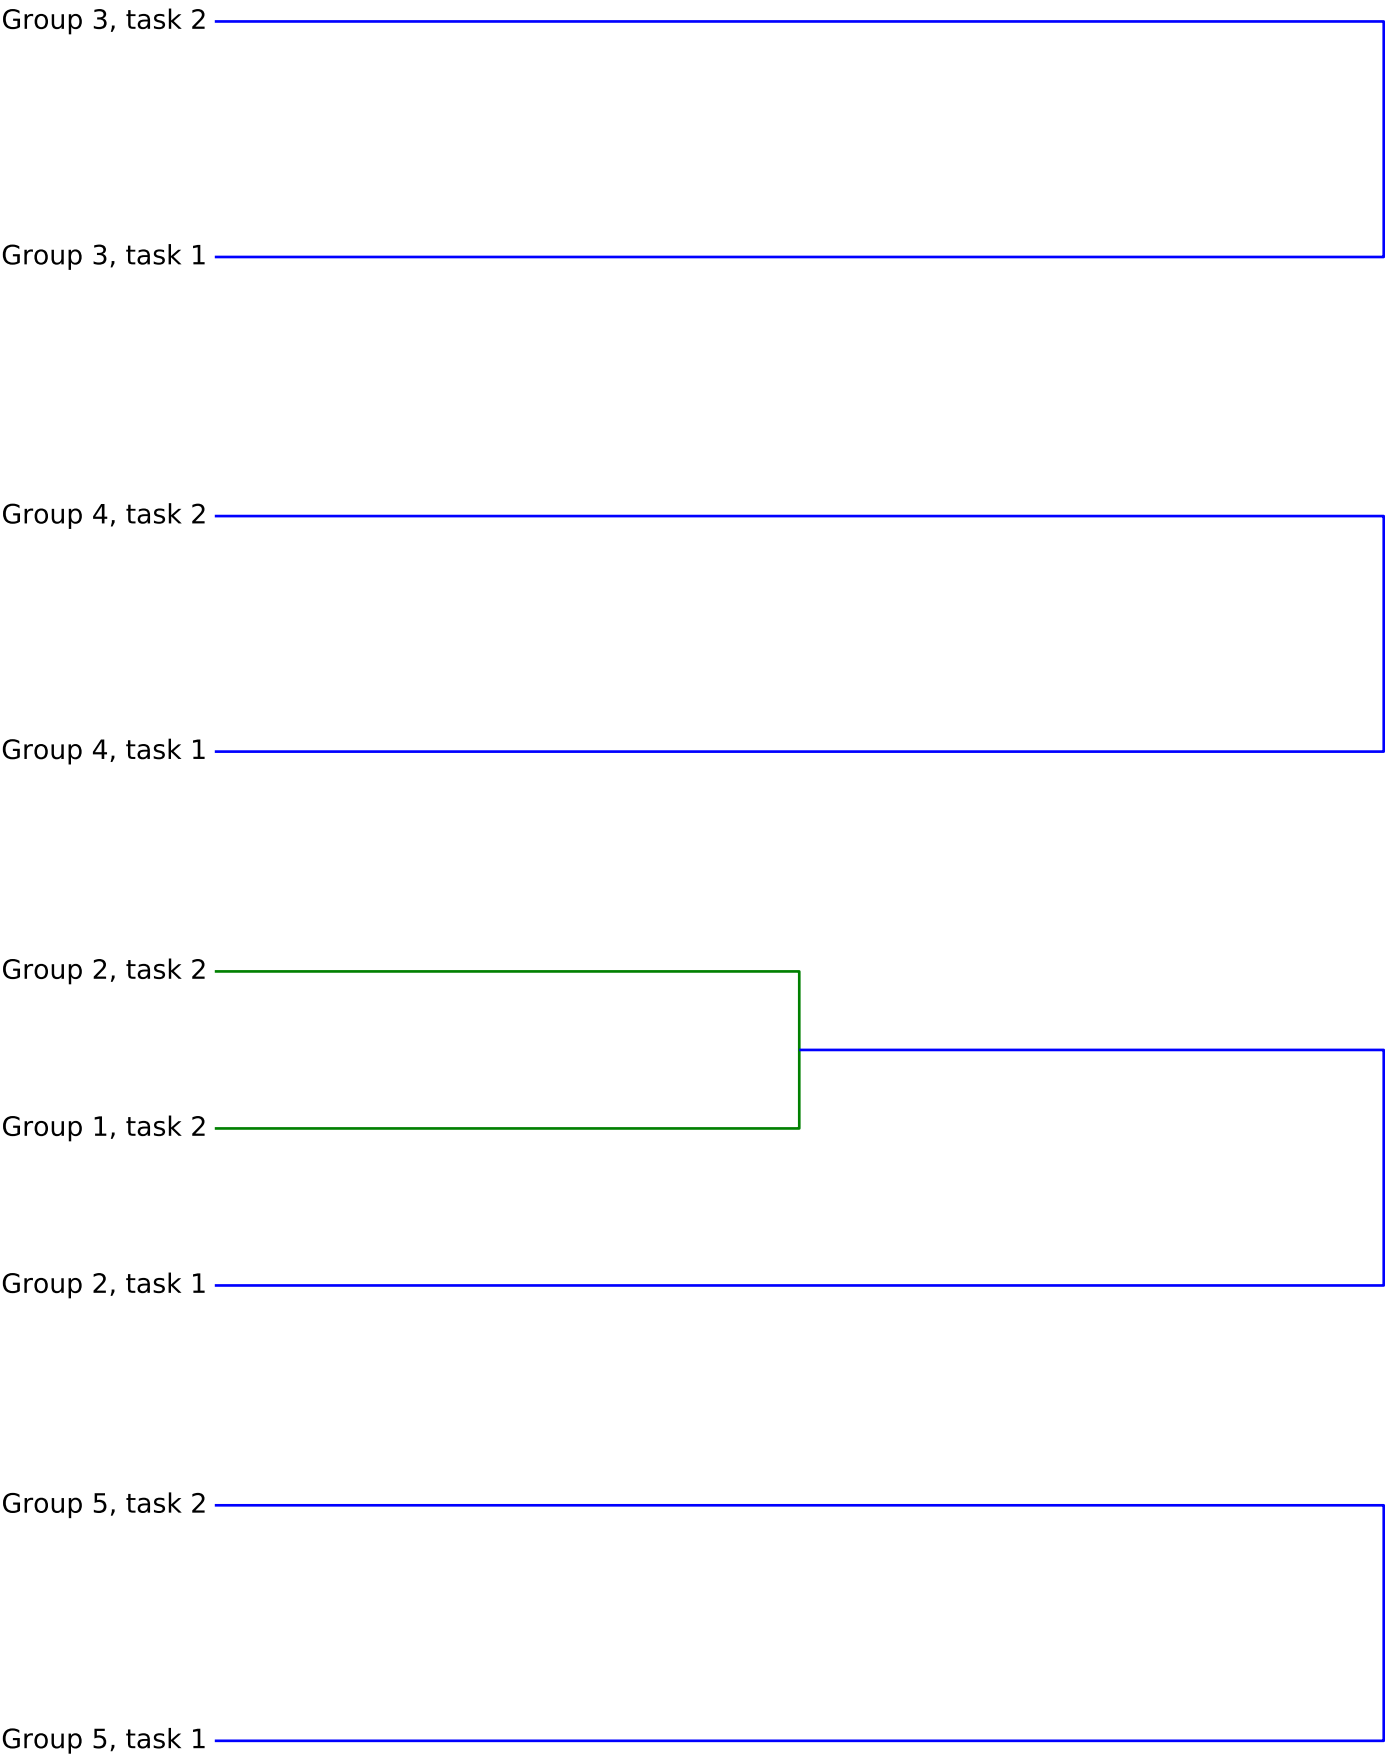 Group 3, task 2
Group 3, task 1
Group 4, task 2
Group 4, task 1
Group 2, task 2
Group 1, task 2
Group 2, task 1
Group 5, task 2
Group 5, task 1